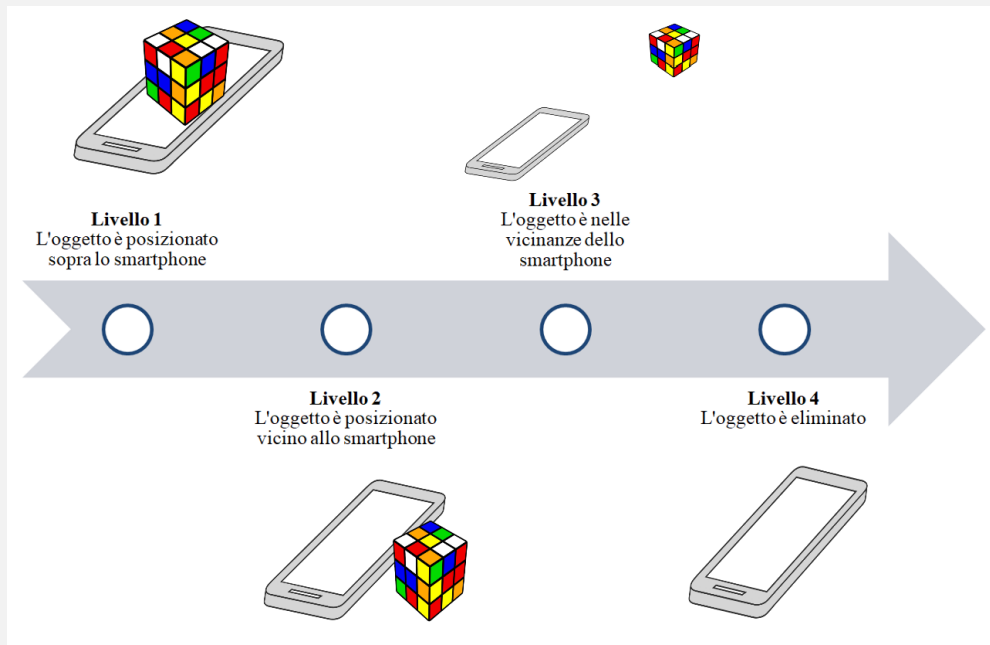 Livello 1
L'oggetto è posizionato
sopra lo smartphone
Livello 2
L'oggetto è posizionato
vicino allo smartphone
Livello 3
L'oggetto è nelle
vicinanze dello
smartphone
Livello 4
L'oggetto è eliminato